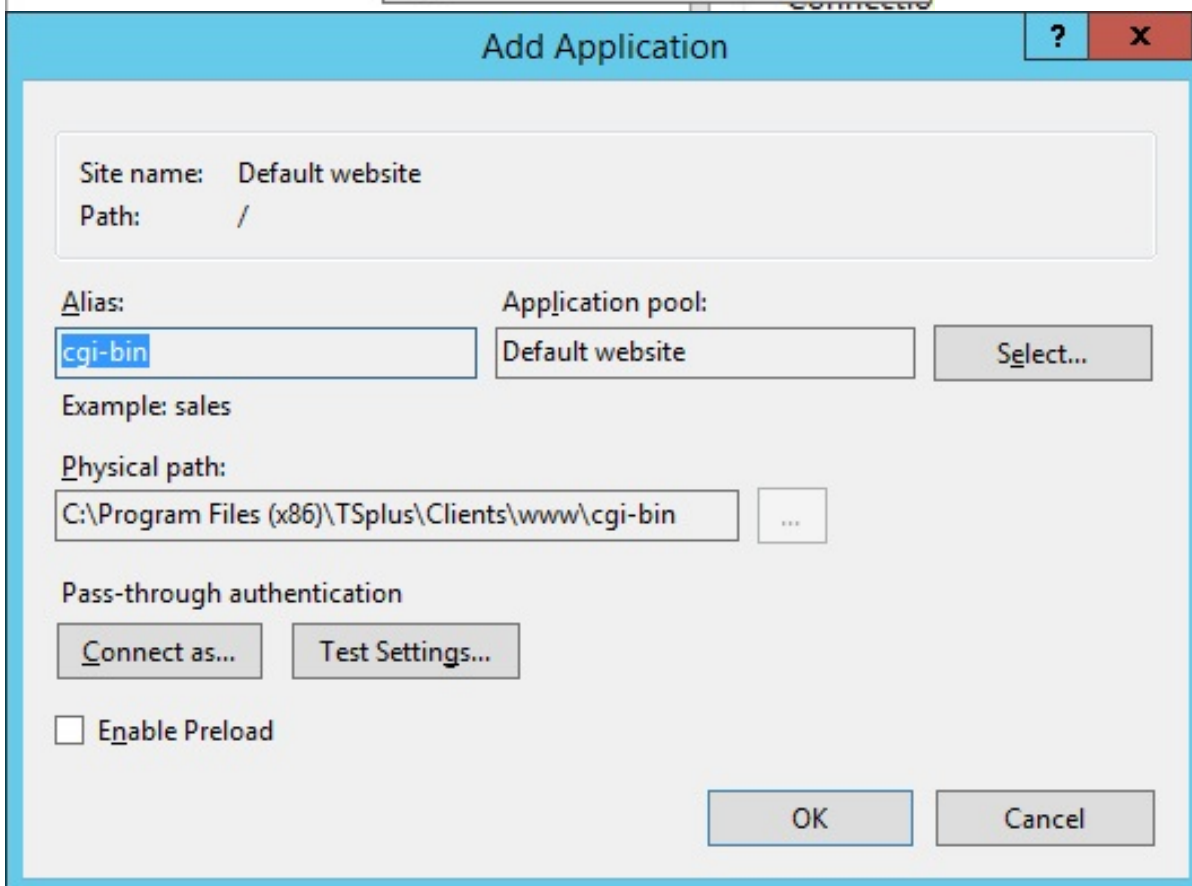 Connectio
Add Application
? x
Site name: Default website
Path: /
Alias: Application pool:
cgi-bin Default website Select...
Example: sales
Physical path:
C:\Program Files (x86)\TSplus\Clients\www\cgi-bin ...
Pass-through authentication
Connect as... Test Settings...
Enable Preload
OK Cancel